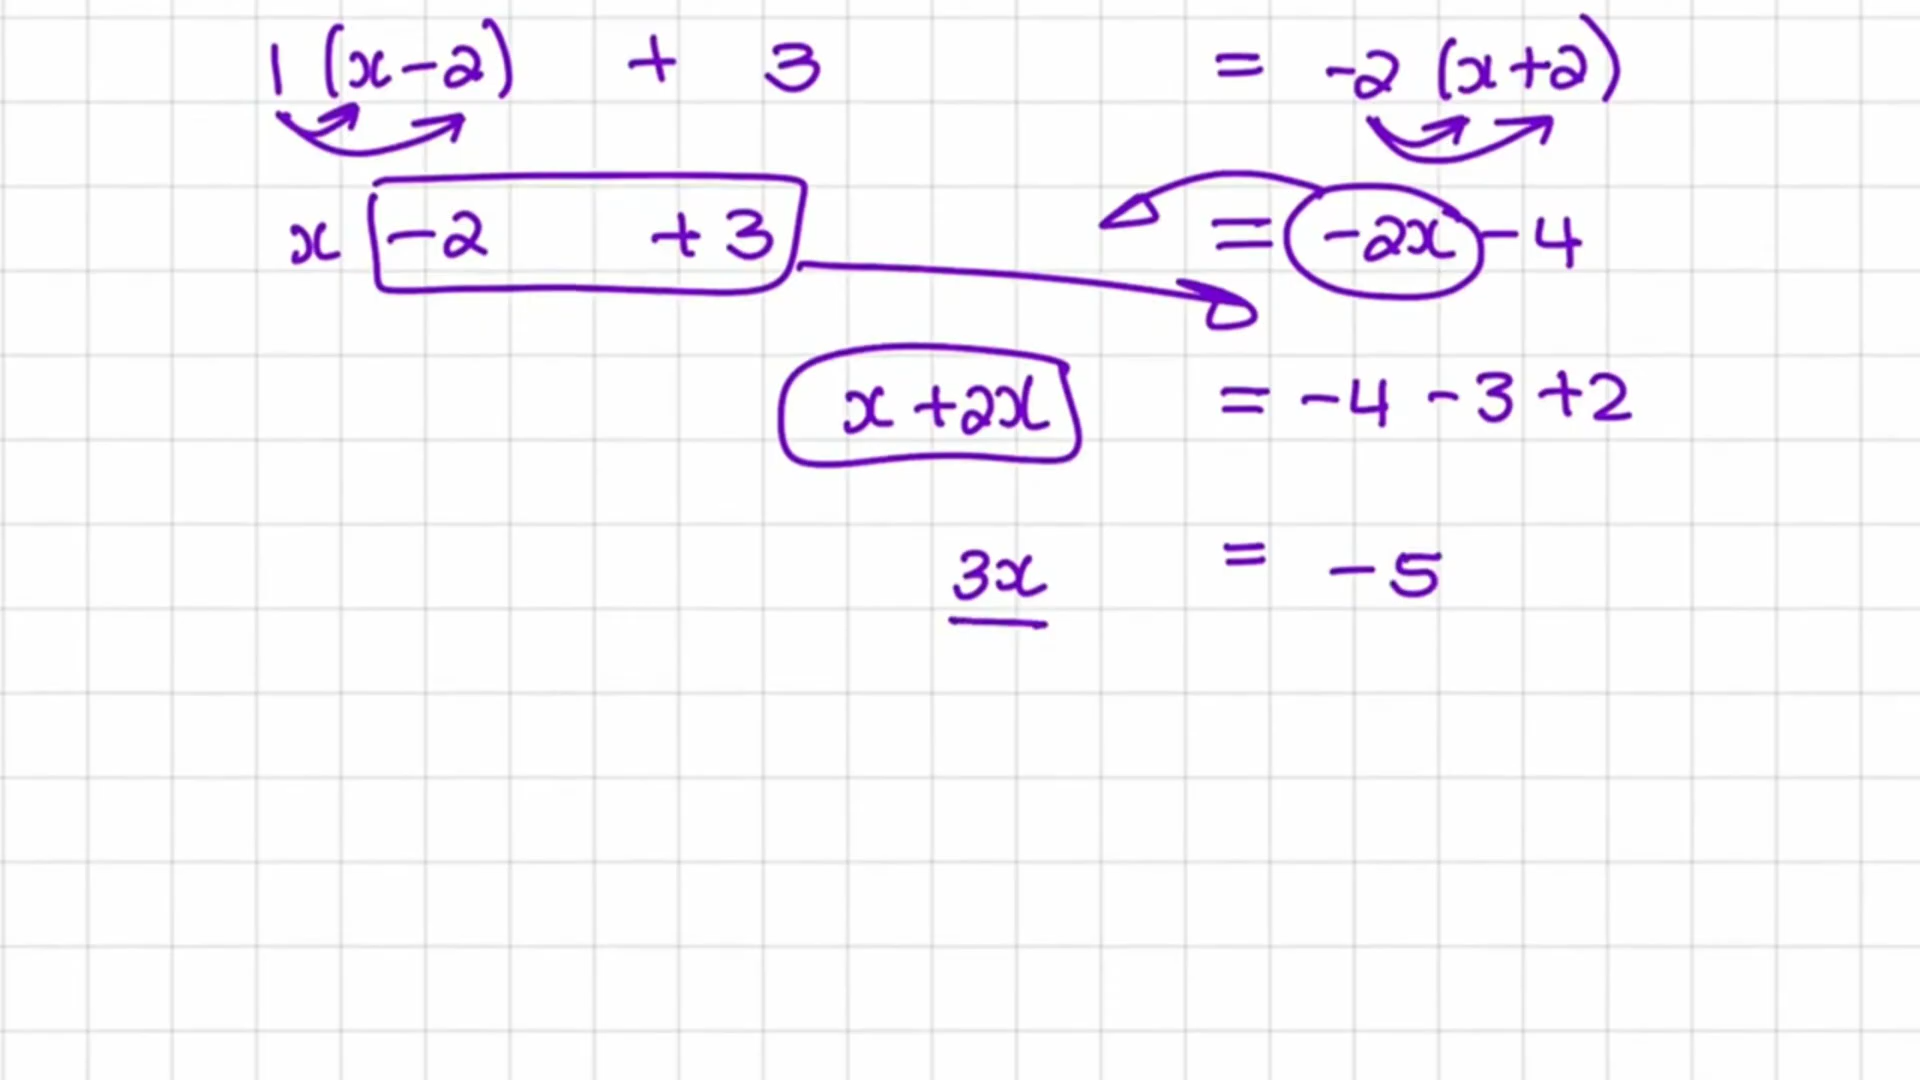 1 (x-2) + 3 = -2 (x+2)
x -2 +3 = -2x - 4
x +2x = -4 -3 +2
3x = -5